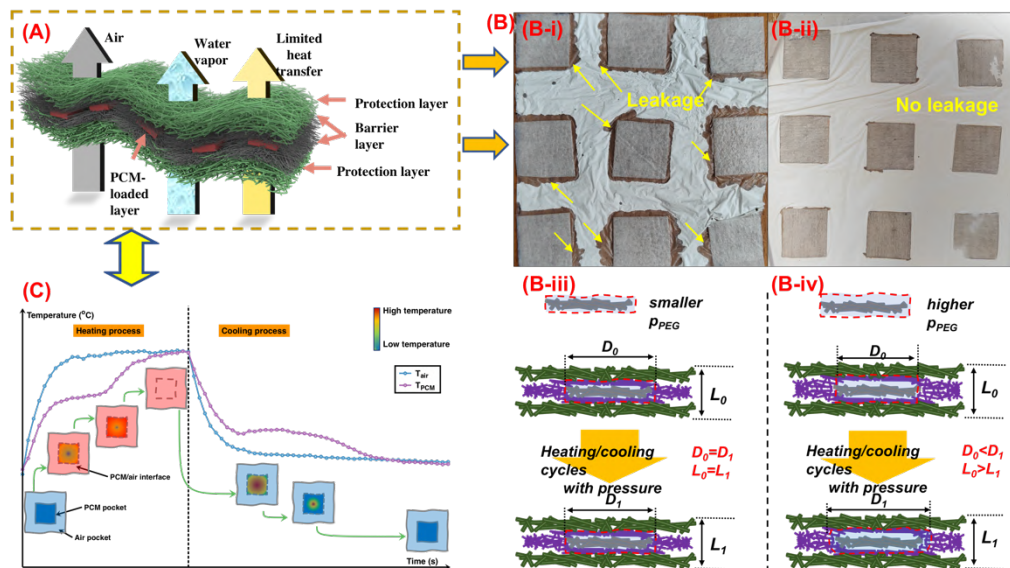 (A)
Air
Water
vapor
Limited
heat
transfer
Protection layer
Barrier
layer
Protection layer
PCM-
loaded
layer
(B)
(B-i)
Leakage
(B-ii)
No leakage
(C)
Temperature (°C)
Heating process
Cooling process
High temperature
Low temperature
Tair
TPCM
PCM/air interface
PCM pocket
Air pocket
Time (s)
(B-iii)
smaller
pPEG
D0
L0
Heating/cooling
cycles
with pressure
D0=D1
L0=L1
D1
L1
(B-iv)
higher
pPEG
D0
L0
Heating/cooling
cycles
with pressure
D0<D1
L0>L1
D1
L1